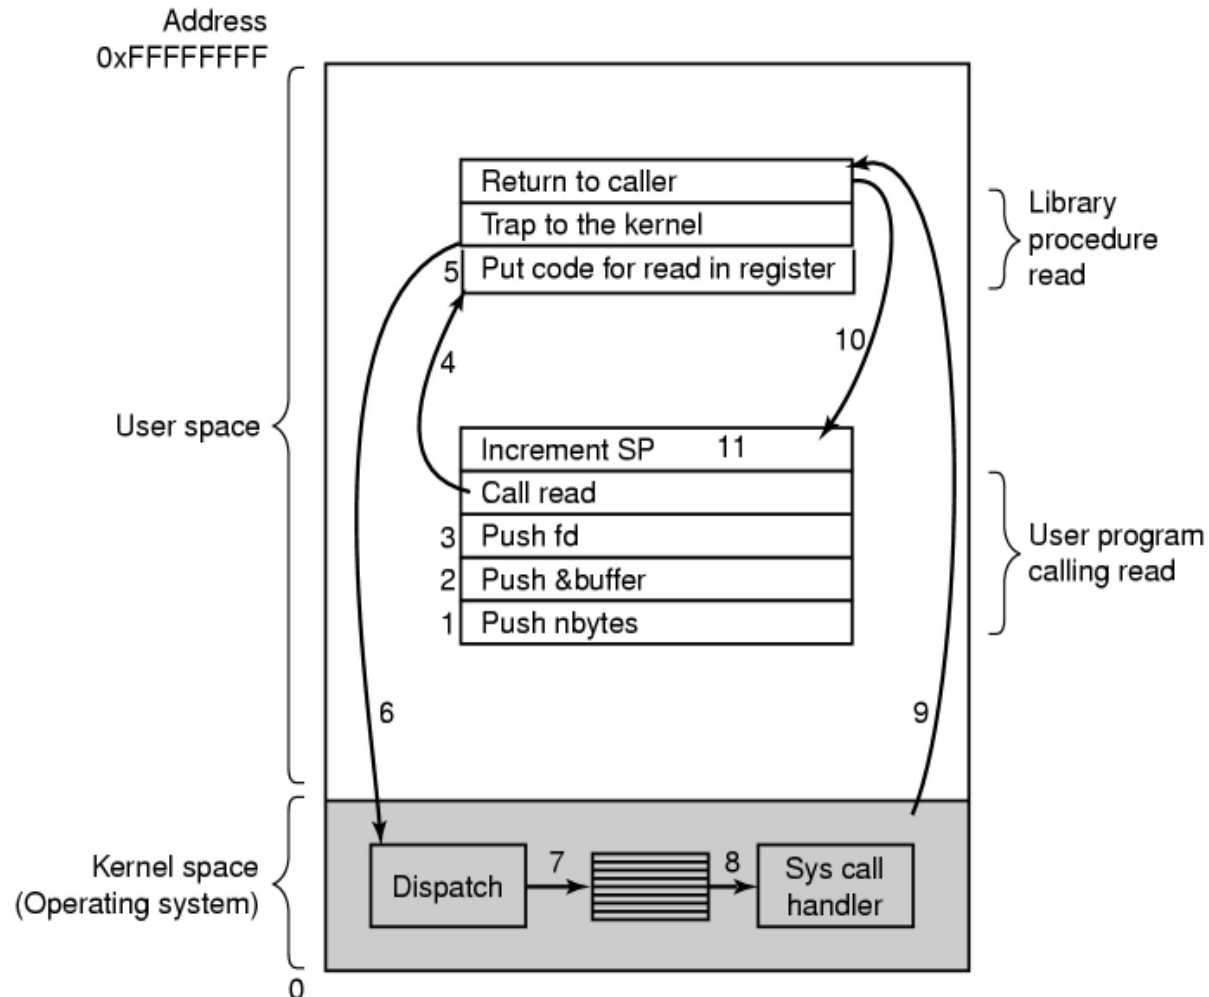 Address
0xFFFFFFFF
Return to caller
Trap to the kernel
5 Put code for read in register
Library
procedure
read
4
10
User space
Increment SP 11
Call read
3 Push fd
2 Push &buffer
1 Push nbytes
User program
calling read
6
9
Kernel space
(Operating system)
Dispatch
7
8
Sys call
handler
0